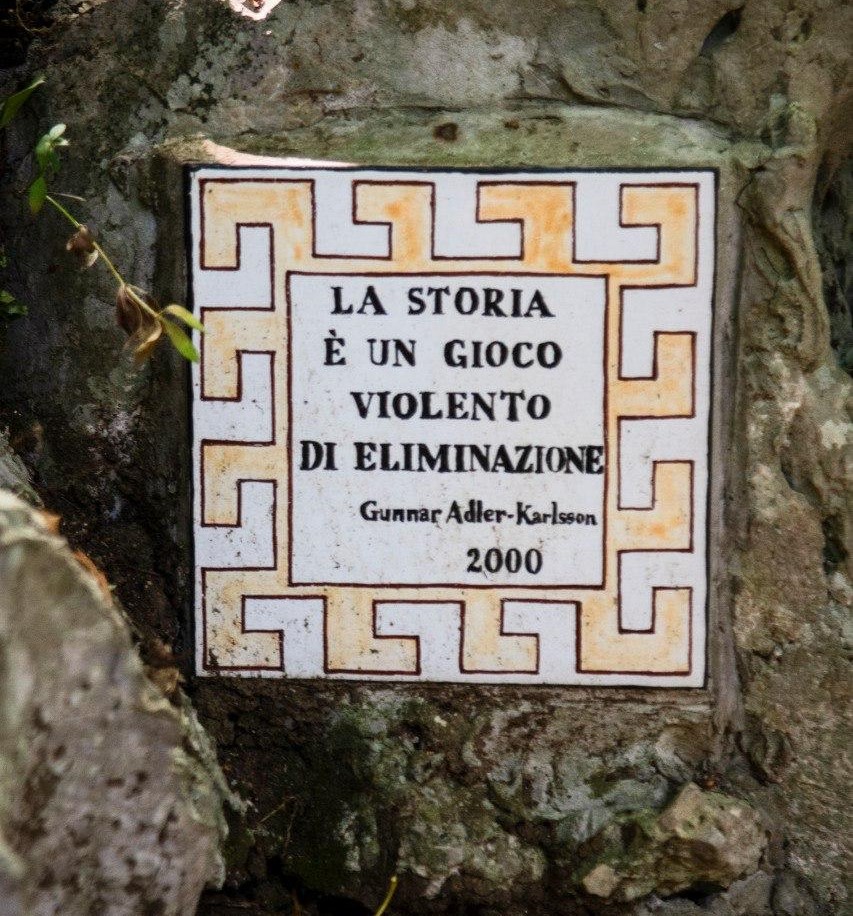 LA STORIA
È UN GIOCO
VIOLENTO
DI ELIMINAZIONE
Gunnar Adler-Karlsson
2000